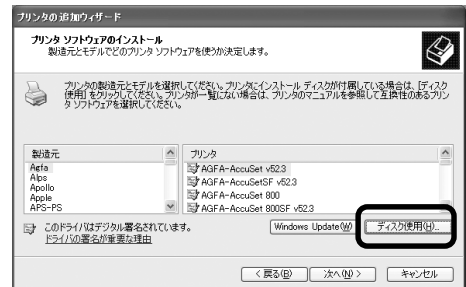 プリンタの追加ウィザード
プリンタ ソフトウェアのインストール
製造元とモデルでどのプリンタ ソフトウェアを使うか決定します。
プリンタの製造元とモデルを選択してください。プリンタにインストール ディスクが付属している場合は、[ディスク
使用] をクリックしてください。プリンタが一覧にない場合は、プリンタのマニュアルを参照して互換性のあるプリン
タ ソフトウェアを選択してください。
製造元
Agfa
Alps
Apollo
Apple
APS-PS
プリンタ
AGFA-AccuSet v52.3
AGFA-AccuSetSF v52.3
AGFA-AccuSet 800
AGFA-AccuSet 800SF v52.3
このドライバはデジタル署名されています。
ドライバの署名が重要な理由
Windows Update(W)
ディスク使用(H)...
< 戻る(B)
次へ(N) >
キャンセル